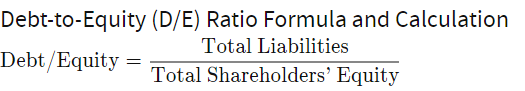 Debt-to-Equity (D/E) Ratio Formula and Calculation
Debt/Equity = Total Liabilities
Total Shareholders' Equity